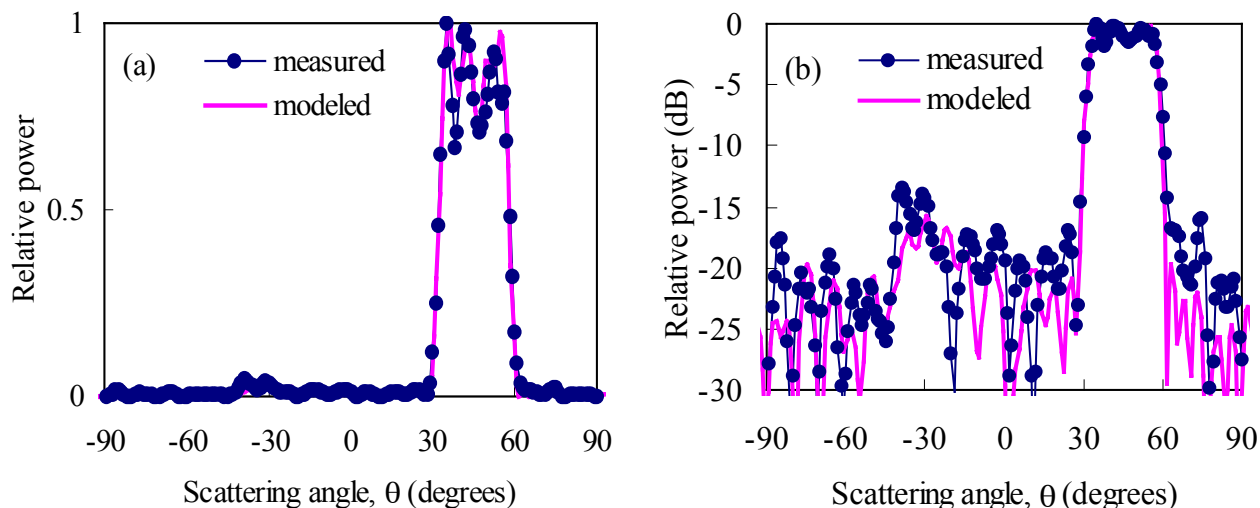 (a)
measured
modeled
Relative power
1
0.5
0
-90 -60 -30 0 30 60 90
Scattering angle, θ (degrees)
(b)
measured
modeled
Relative power (dB)
0
-5
-10
-15
-20
-25
-30
-90 -30 0 30 60 90
Scattering angle, θ (degrees)